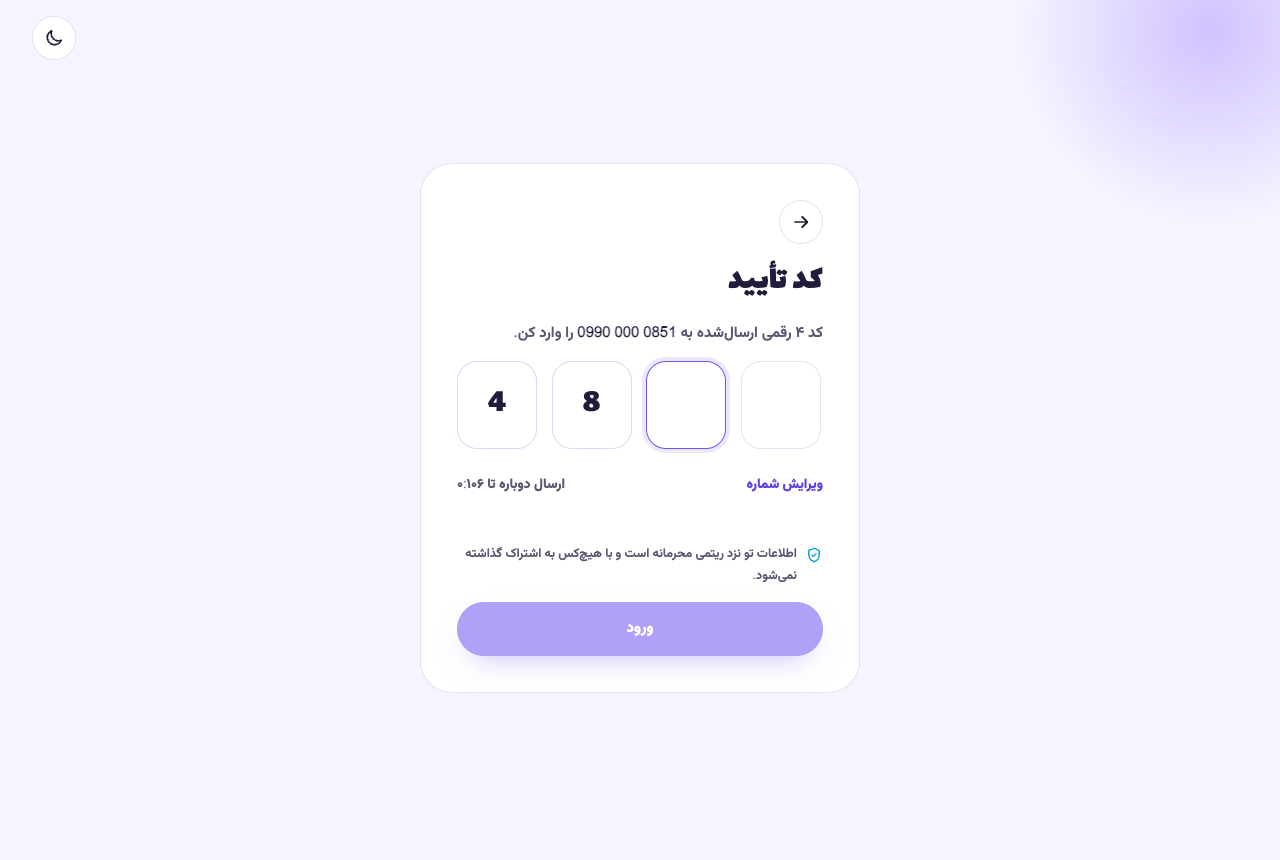 کد تأیید
کد ۴ رقمی ارسال‌شده به 0990 000 0851 را وارد کن.
4 8
ویرایش شماره
ارسال دوباره تا ۰:۱۰۶
اطلاعات تو نزد ریتمی محرمانه است و با هیچ‌کس به اشتراک گذاشته
نمی‌شود.
ورود